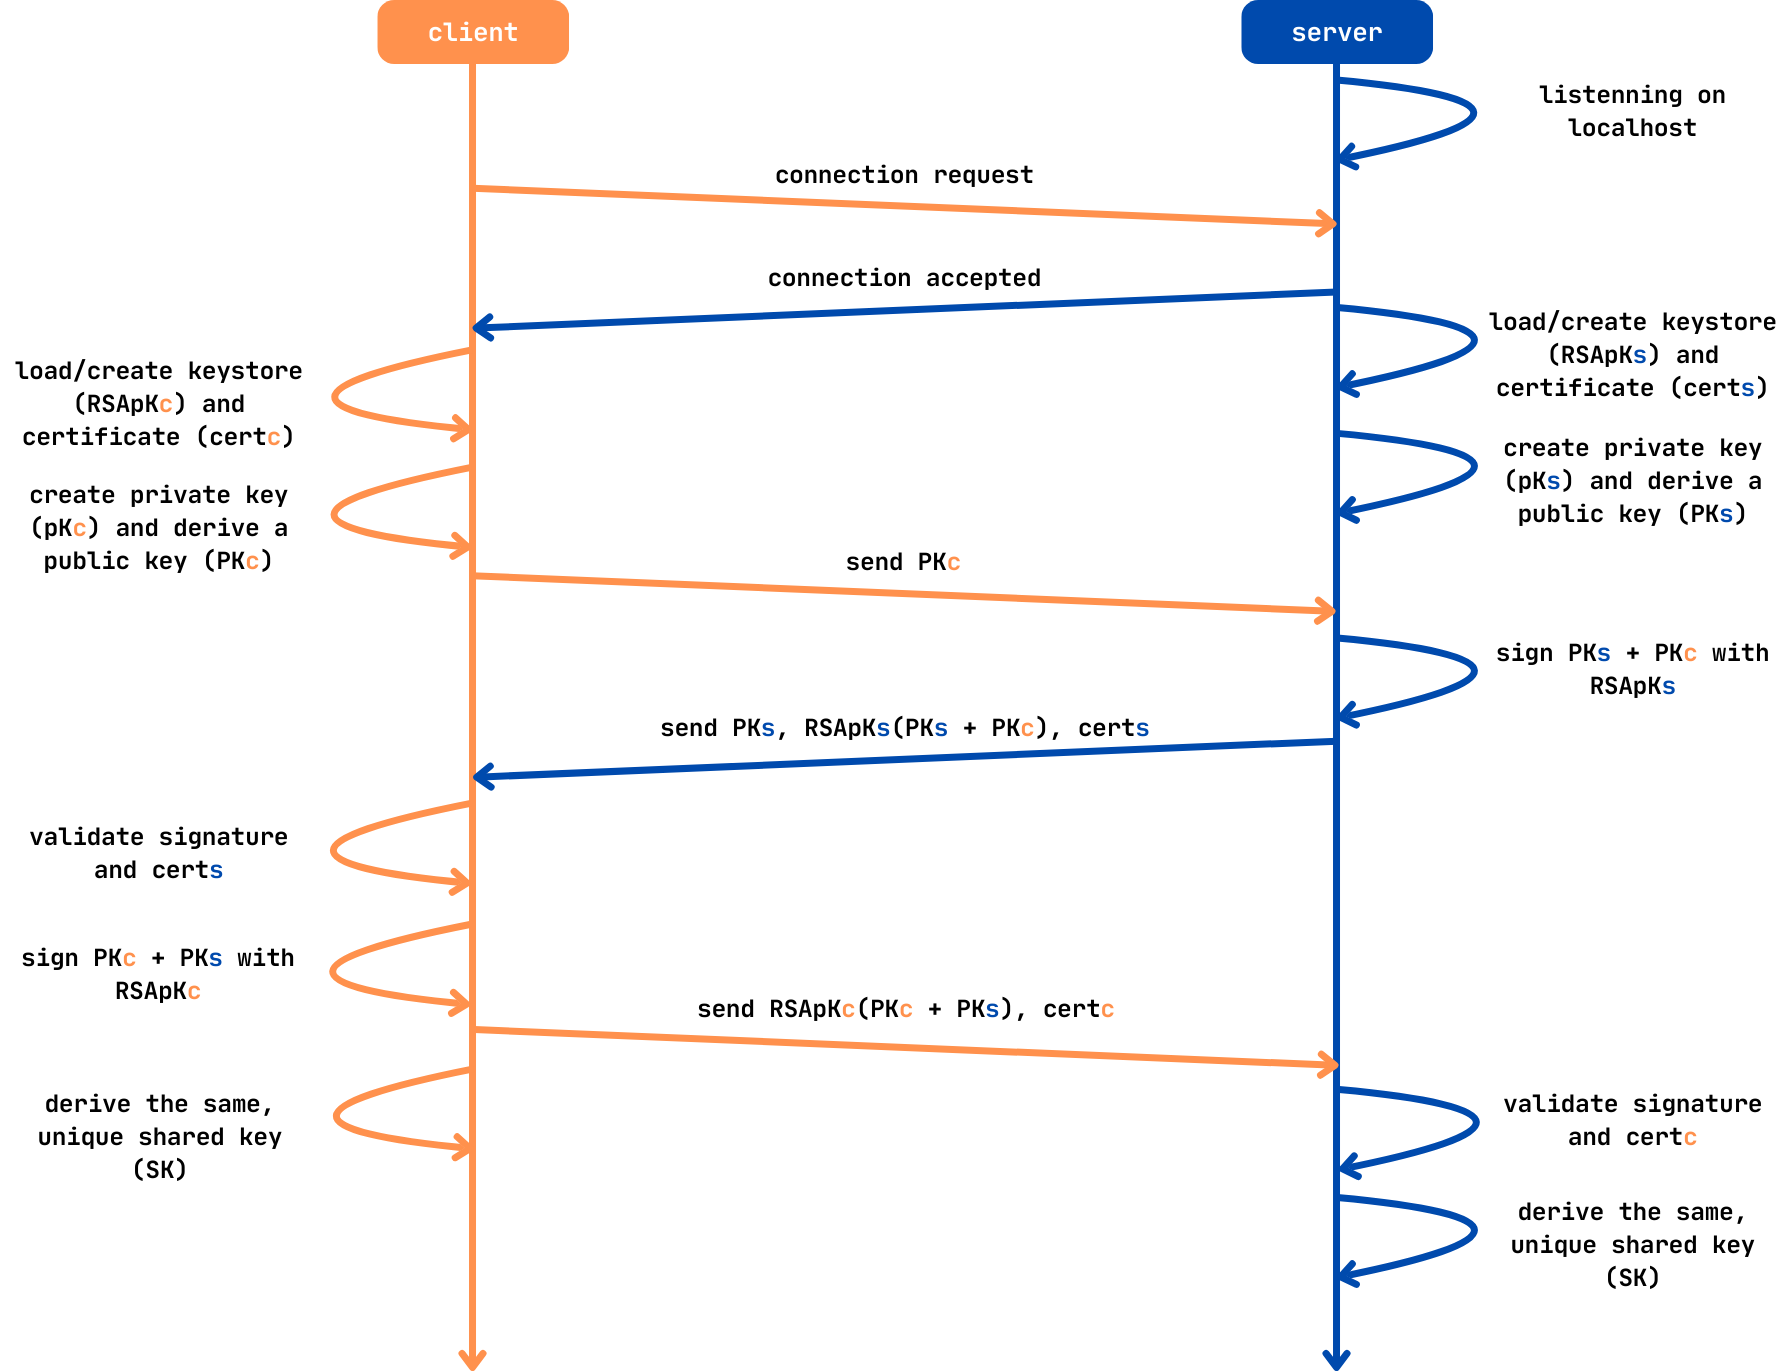 client
server
listenning on
localhost
connection request
connection accepted
load/create keystore
(RSApKs) and
certificate (certs)
load/create keystore
(RSApKc) and
certificate (certc)
create private key
(pKs) and derive a
public key (PKs)
create private key
(pKc) and derive a
public key (PKc)
send PKc
sign PKs + PKc with
RSApKs
send PKs, RSApKs(PKs + PKc), certs
validate signature
and certs
sign PKc + PKs with
RSApKc
send RSApKc(PKc + PKs), certc
derive the same,
unique shared key
(SK)
validate signature
and certc
derive the same,
unique shared key
(SK)